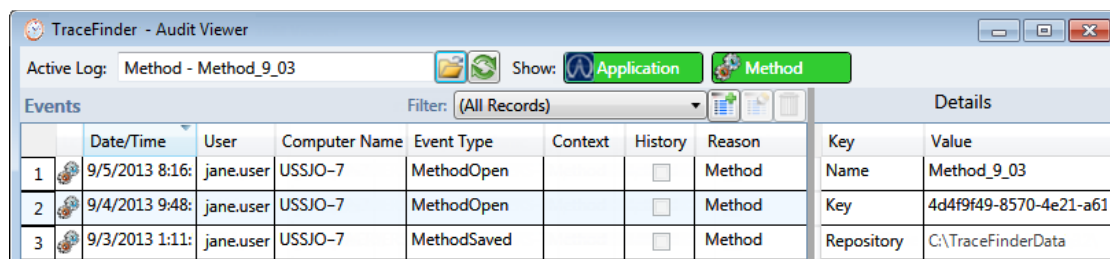 TraceFinder - Audit Viewer
Active Log: Method - Method_9_03 Show: Application Method
Events Filter: (All Records) Details
Date/Time User Computer Name Event Type Context History Reason Key Value
1 9/5/2013 8:16: jane.user USSJO-7 MethodOpen Method Name Method_9_03
2 9/4/2013 9:48: jane.user USSJO-7 MethodOpen Method Key 4d4f9f49-8570-4e21-a61
3 9/3/2013 1:11: jane.user USSJO-7 MethodSaved Method Repository C:\TraceFinderData